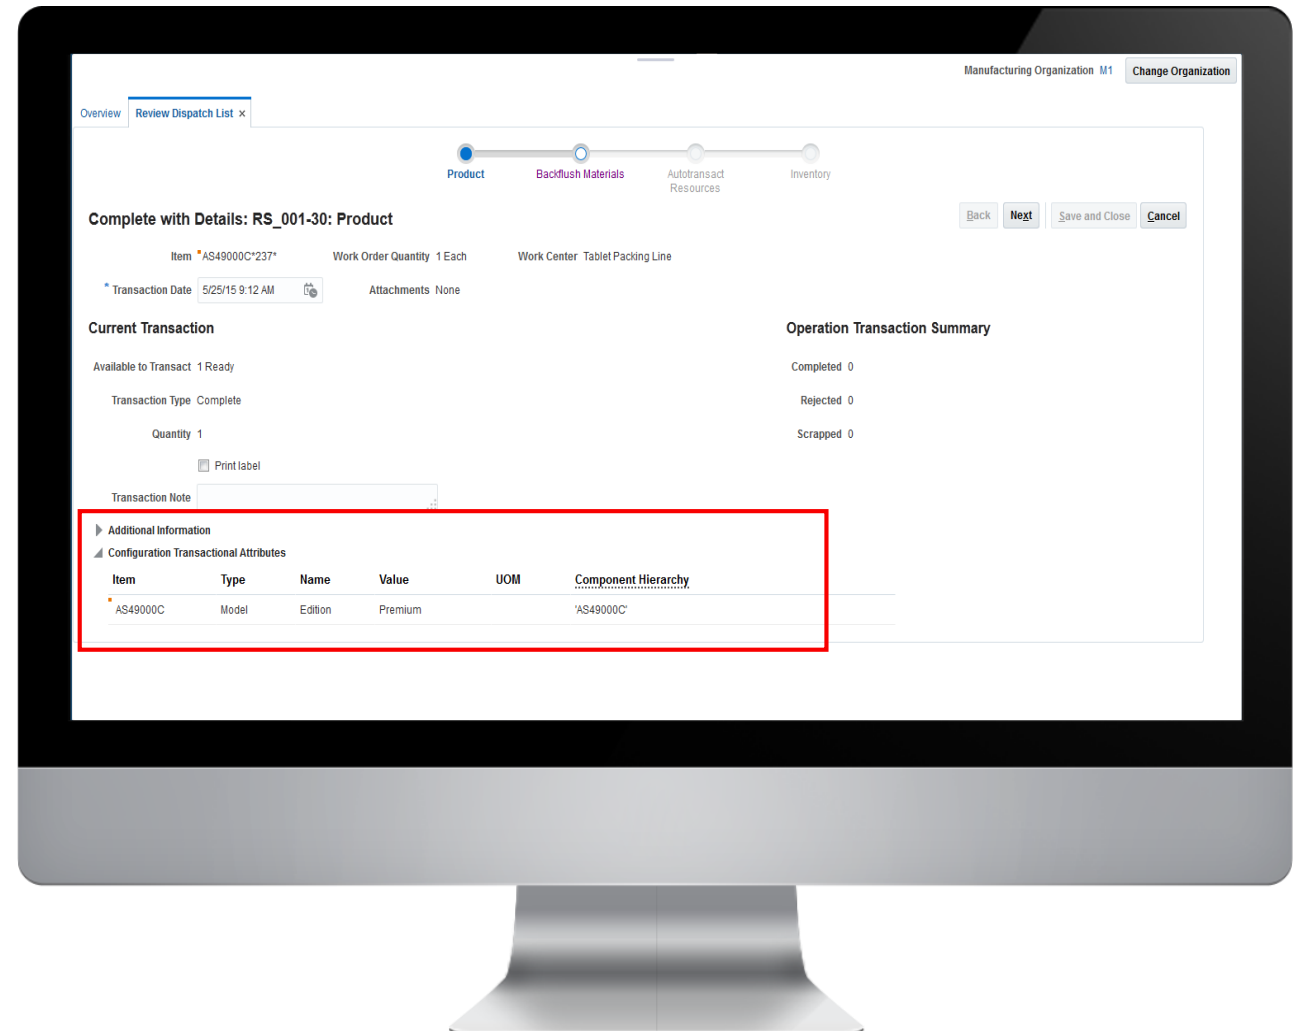 Manufacturing Organization M1 Change Organization
Overview Review Dispatch List ×
Product Backflush Materials Autotransact Resources Inventory
Complete with Details: RS_001-30: Product Back Next Save and Close Cancel
Item AS49000C*237* Work Order Quantity 1 Each Work Center Tablet Packing Line
* Transaction Date 5/25/15 9:12 AM Attachments None
Current Transaction Operation Transaction Summary
Available to Transact 1 Ready Completed 0
Transaction Type Complete Rejected 0
Quantity 1 Scrapped 0
Print label
Transaction Note
Additional Information
Configuration Transactional Attributes
Item Type Name Value UOM Component Hierarchy
AS49000C Model Edition Premium 'AS49000C'